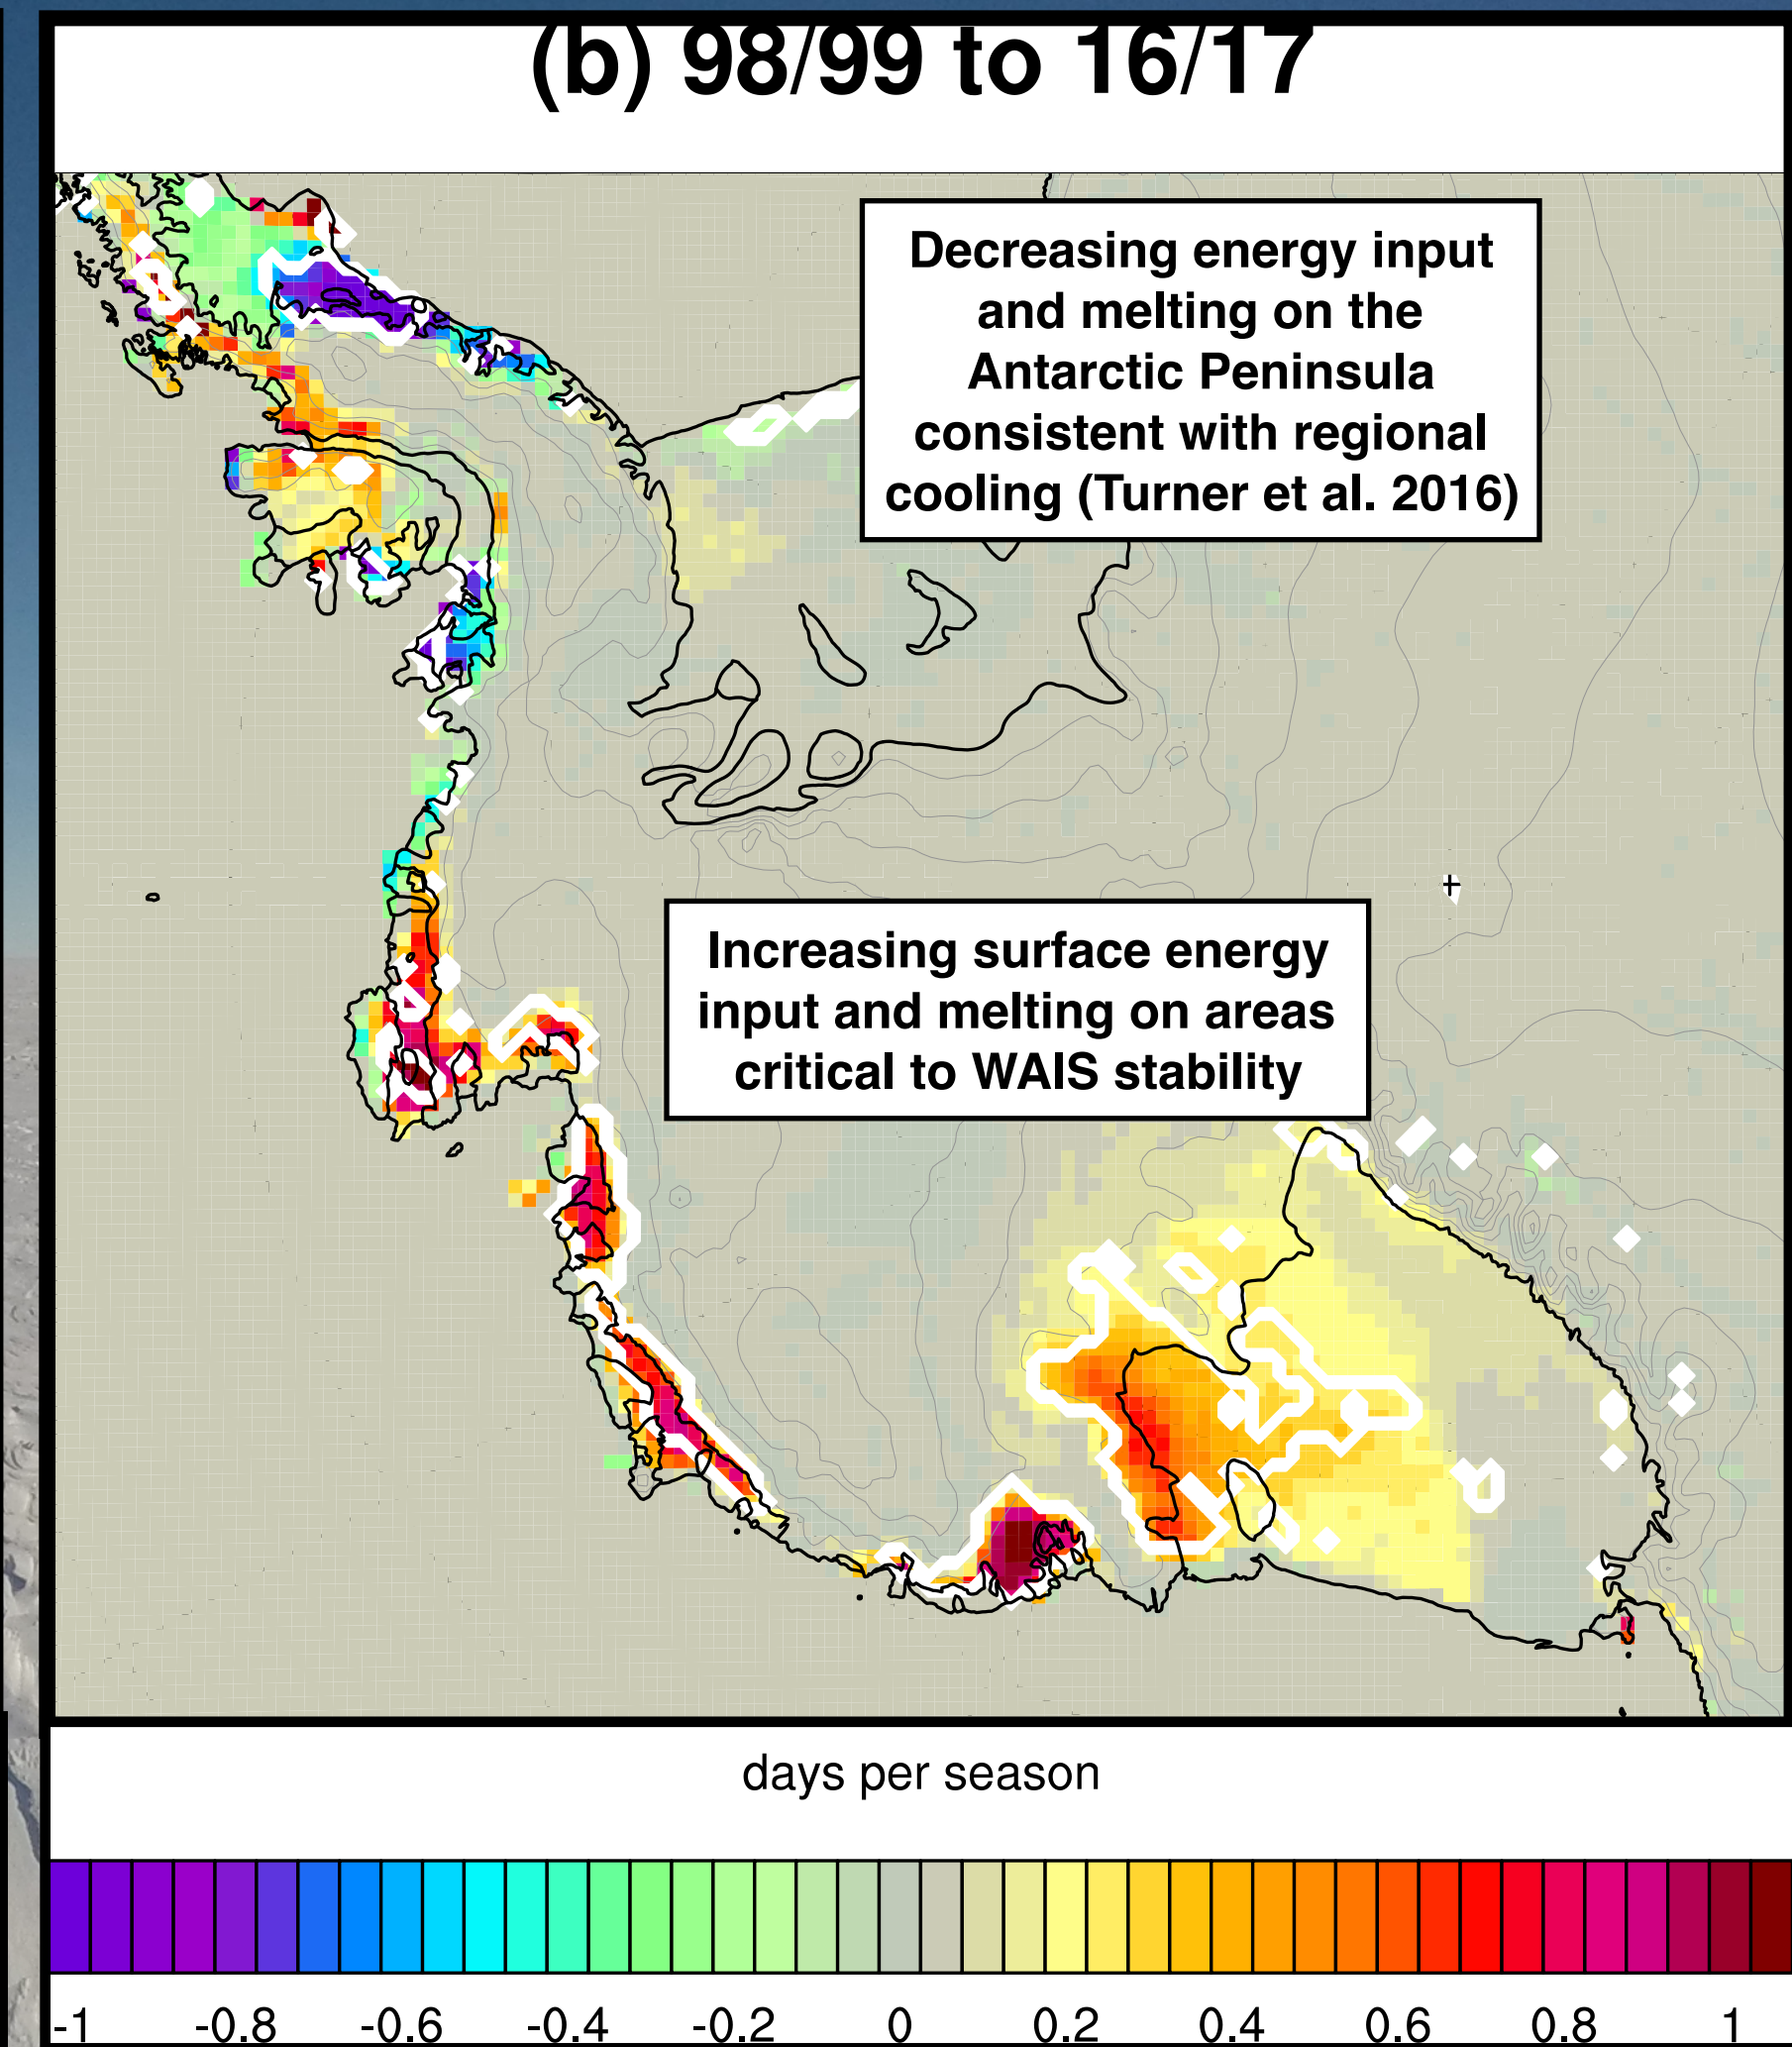 (b) 98/99 to 16/17
Decreasing energy input
and melting on the
Antarctic Peninsula
consistent with regional
cooling (Turner et al. 2016)
Increasing surface energy
input and melting on areas
critical to WAIS stability
days per season
-1 -0.8 -0.6 -0.4 -0.2 0 0.2 0.4 0.6 0.8 1